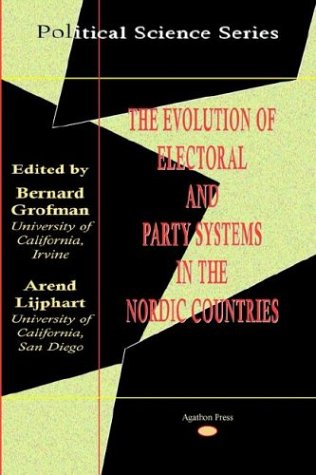 Political Science Series
THE EVOLUTION OF
ELECTORAL
AND
PARTY SYSTEMS
IN THE
NORDIC COUNTRIES
Edited by
Bernard
Grofman
University of
California,
Irvine
Arend
Lijphart
University of
California,
San Diego
Agathon Press